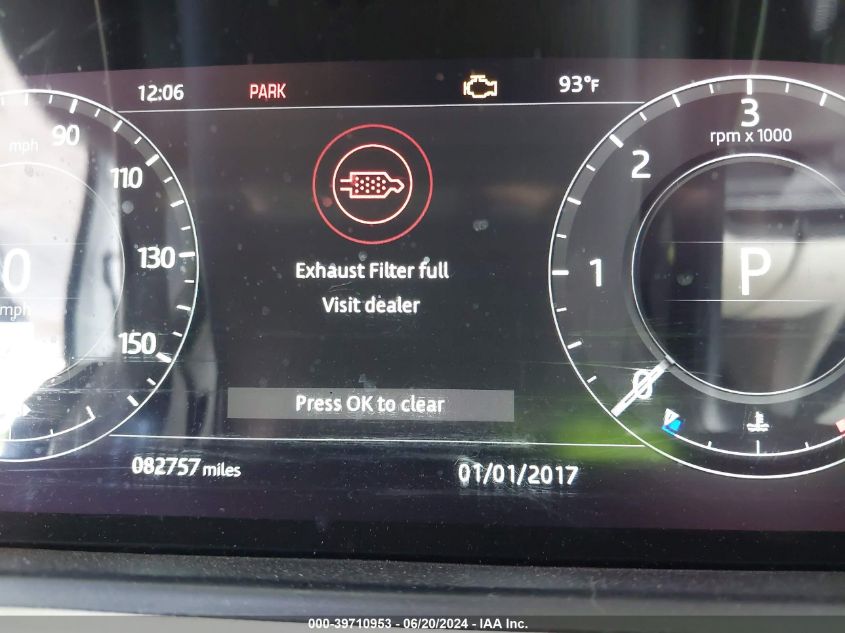 12:06 PARK 93°F
mph 90
110
130
150
0
mph
Exhaust Filter full
Visit dealer
Press OK to clear
3
rpm x 1000
2
1
0
P
082757 miles 01/01/2017
000-39710953 - 06/20/2024 - IAA Inc.